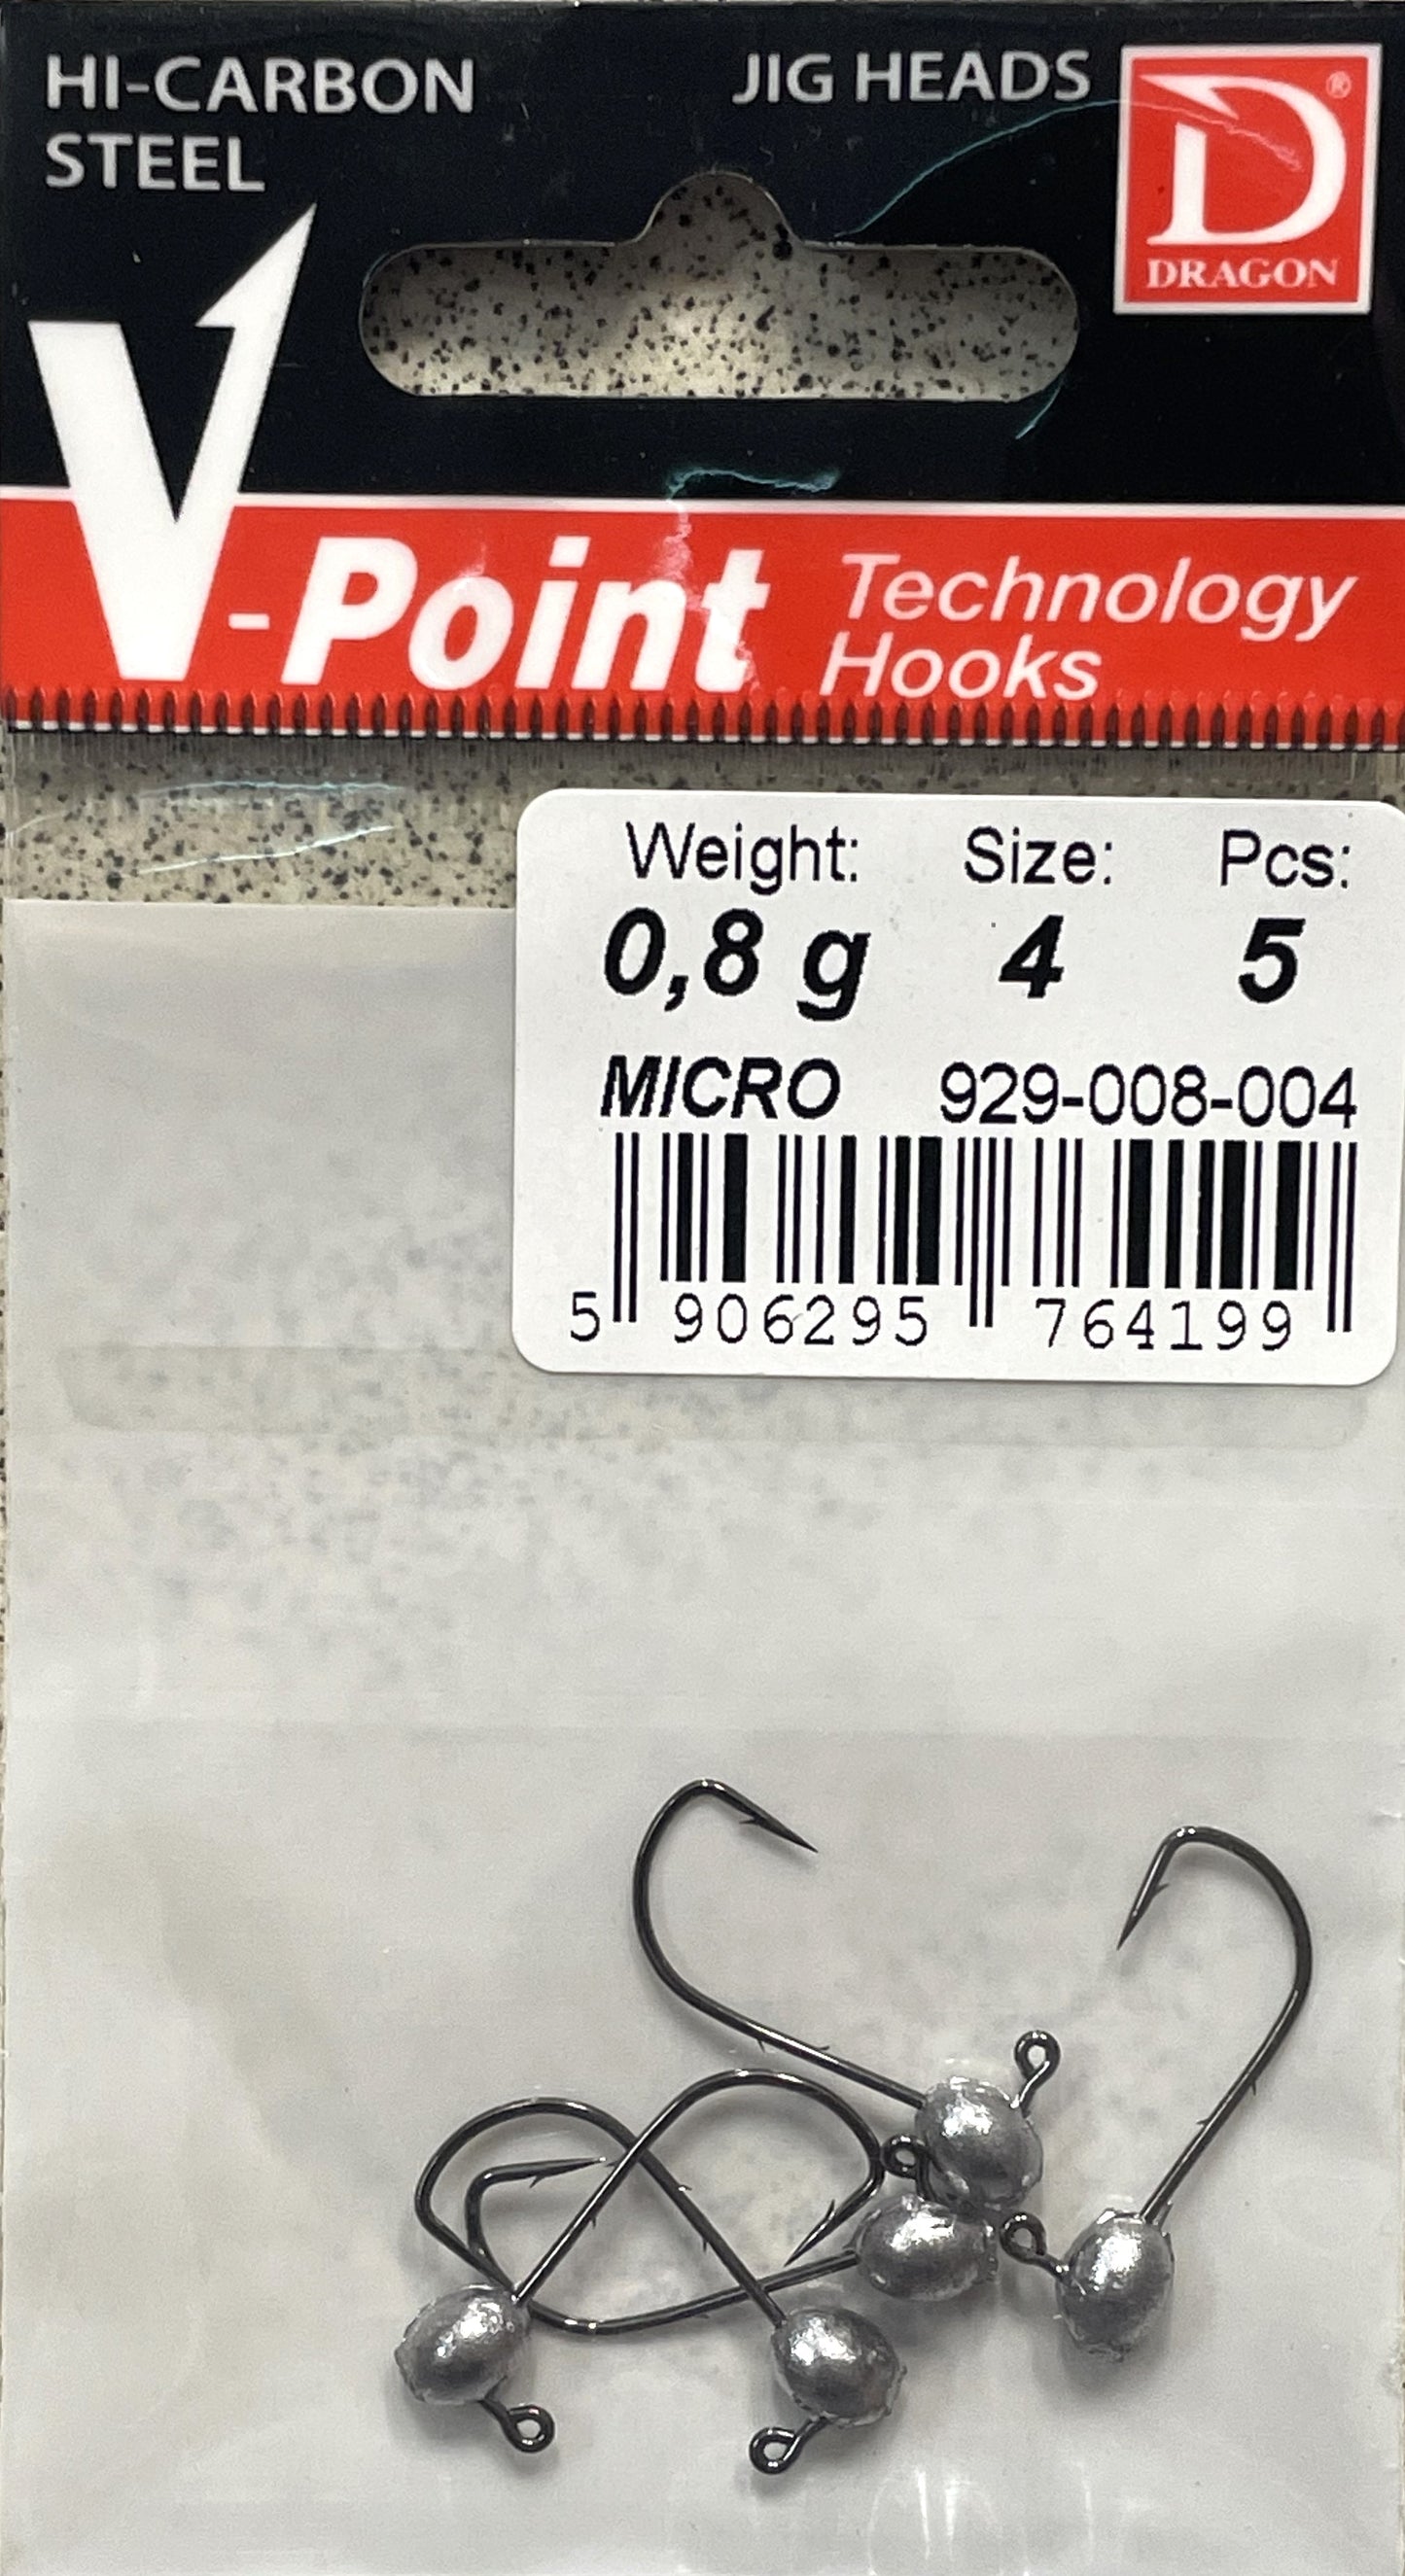 HI-CARBON
STEEL
JIG HEADS
D®
DRAGON
V-Point Technology
Hooks
Weight: Size: Pcs:
0,8 g 4 5
MICRO 929-008-004
5 906295 764199